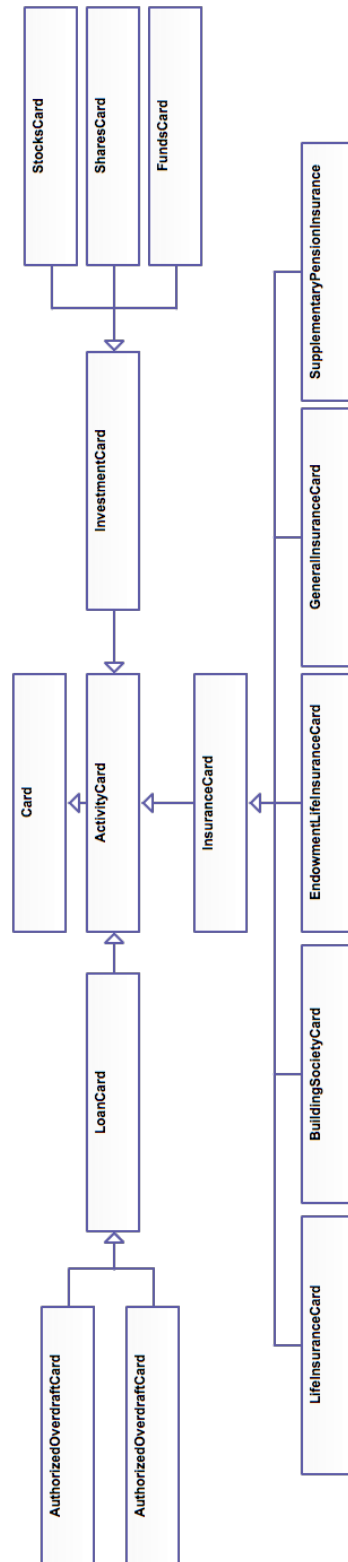 Card
AuthorizedOverdraftCard
AuthorizedOverdraftCard
LoanCard
ActivityCard
InvestmentCard
StocksCard
SharesCard
FundsCard
InsuranceCard
LifeInsuranceCard
BuildingSocietyCard
EndowmentLifeInsuranceCard
GeneralInsuranceCard
SupplementaryPensionInsurance